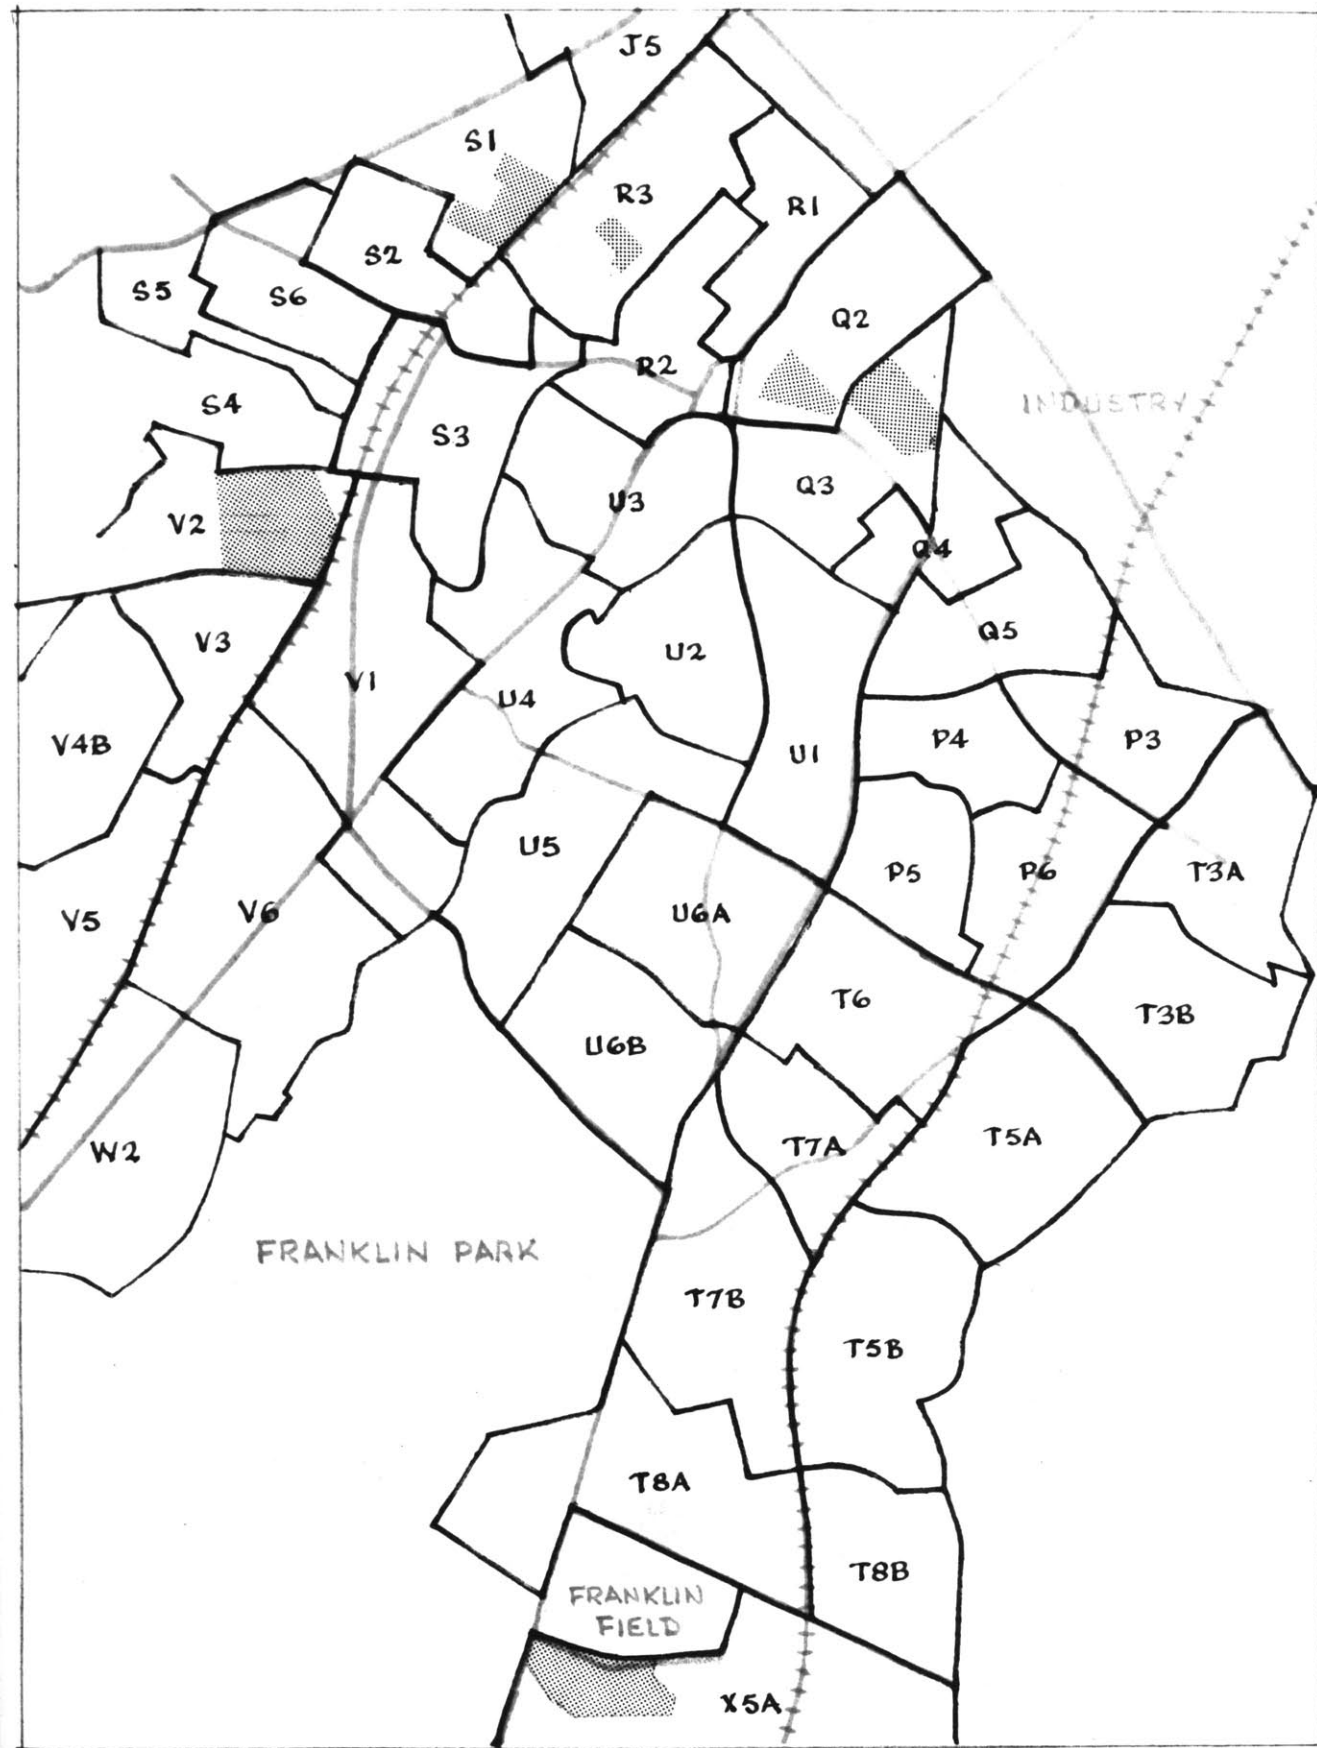 J5
S1
R3
R1
S2
S5
S6
Q2
R2
S4
INDUSTRY
S3
Q3
U3
V2
Q4
Q5
V3
U2
V1
U4
V4B
P4
P3
U1
U5
P5
P6
T3A
V5
V6
U6A
T6
T3B
U6B
W2
T7A
T5A
FRANKLIN PARK
T7B
T5B
T8A
T8B
FRANKLIN
FIELD
X5A